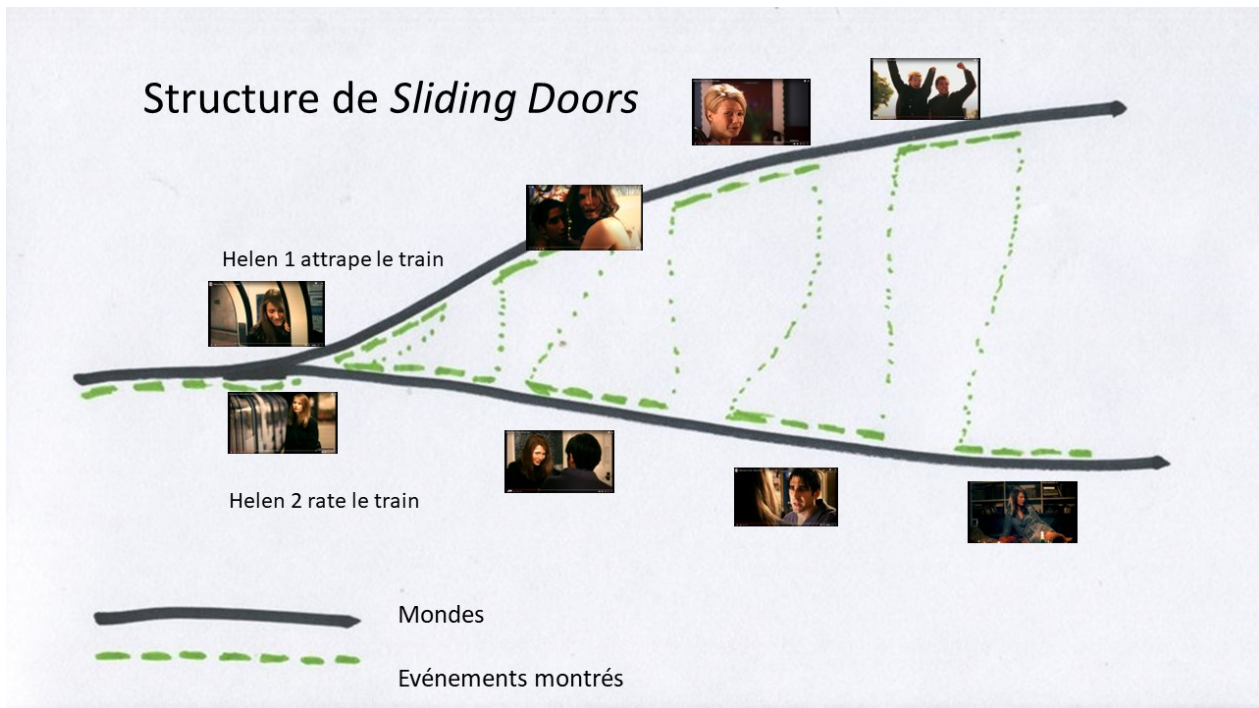 Structure de Sliding Doors
Helen 1 attrape le train
Helen 2 rate le train
Mondes
Evénements montrés